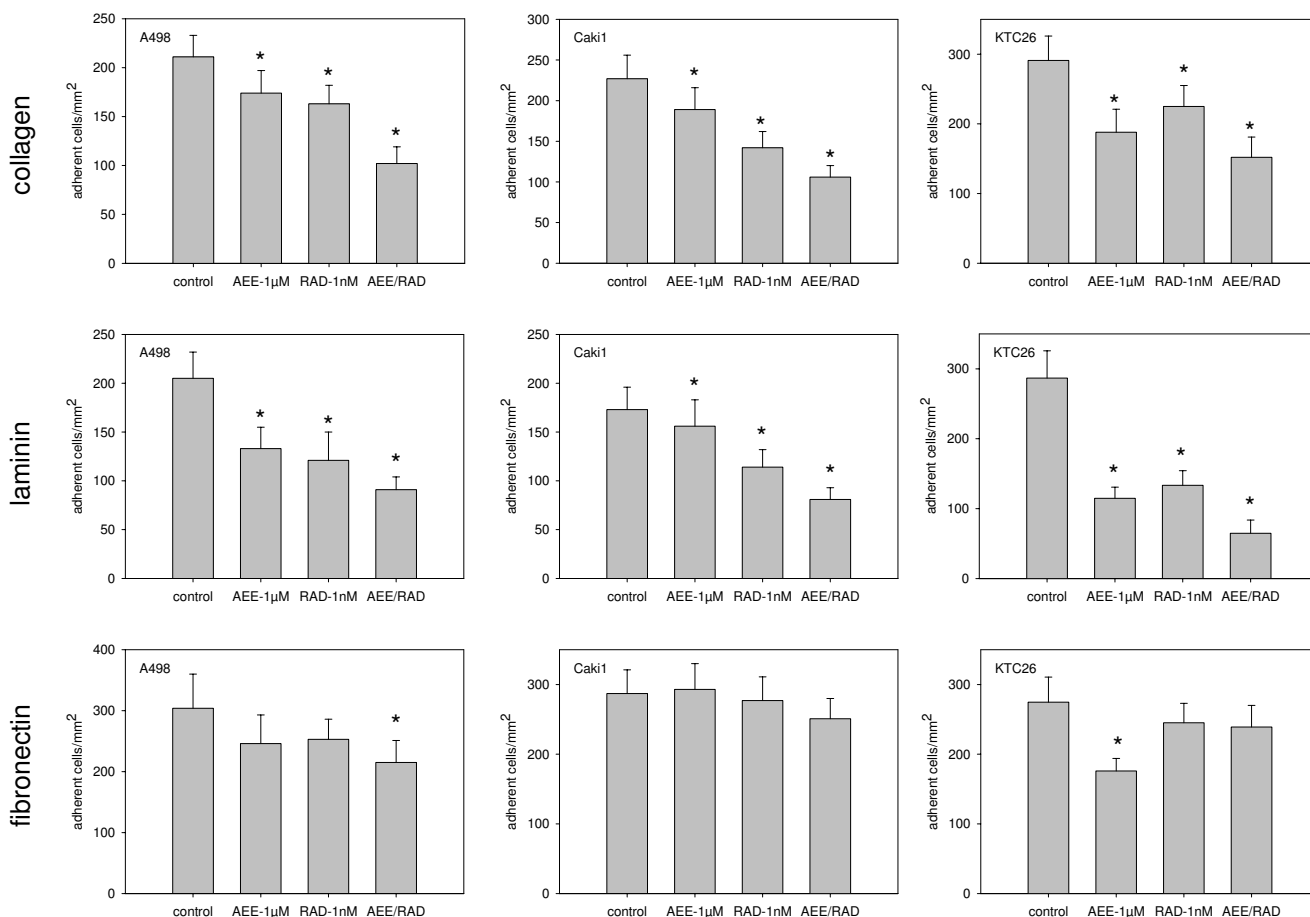 collagen
A498
adherent cells/mm²
250
200
150
100
50
0
*
*
*
control
AEE-1µM
RAD-1nM
AEE/RAD
Caki1
adherent cells/mm²
300
250
200
150
100
50
0
*
*
*
control
AEE-1µM
RAD-1nM
AEE/RAD
KTC26
adherent cells/mm²
300
200
100
0
*
*
*
control
AEE-1µM
RAD-1nM
AEE/RAD
laminin
A498
adherent cells/mm²
250
200
150
100
50
0
*
*
*
control
AEE-1µM
RAD-1nM
AEE/RAD
Caki1
adherent cells/mm²
250
200
150
100
50
0
*
*
*
control
AEE-1µM
RAD-1nM
AEE/RAD
KTC26
adherent cells/mm²
300
200
100
0
*
*
*
control
AEE-1µM
RAD-1nM
AEE/RAD
fibronectin
A498
adherent cells/mm²
400
300
200
100
0
*
control
AEE-1µM
RAD-1nM
AEE/RAD
Caki1
adherent cells/mm²
300
200
100
0
control
AEE-1µM
RAD-1nM
AEE/RAD
KTC26
adherent cells/mm²
300
200
100
0
*
control
AEE-1µM
RAD-1nM
AEE/RAD